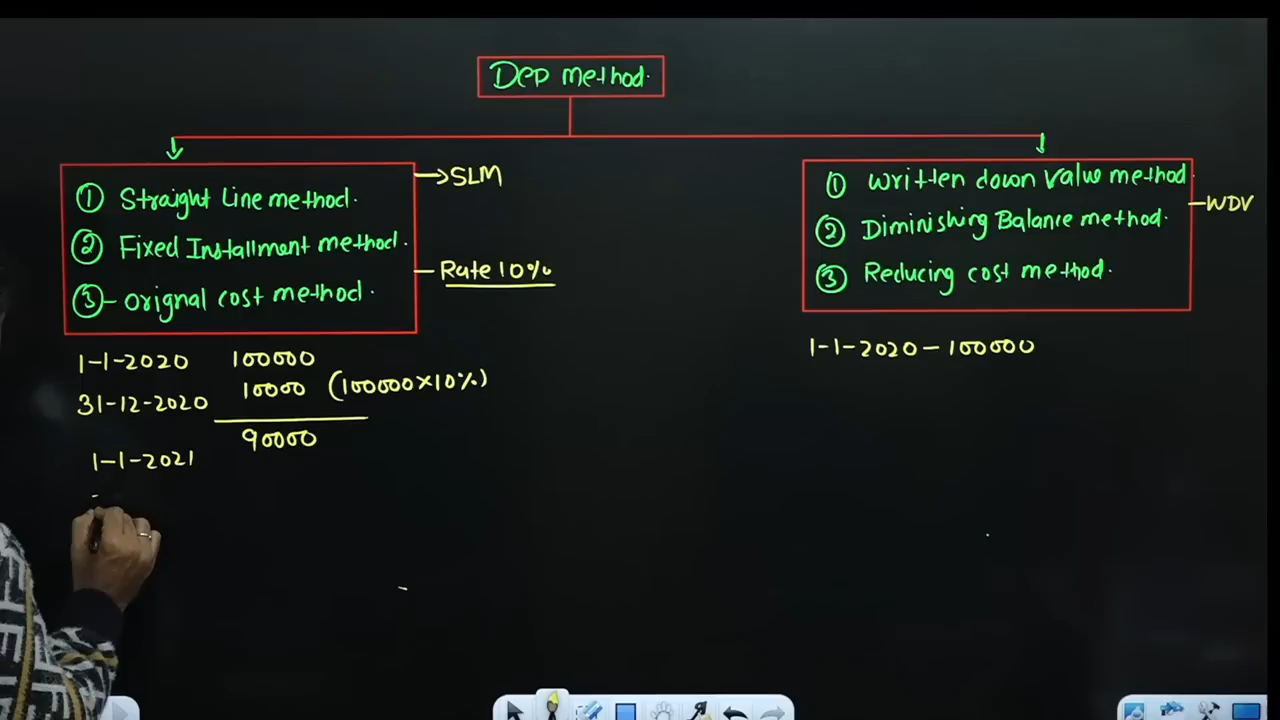 Dep method.
① Straight Line method.
② Fixed Installment method.
③- orignal cost method.
→SLM
Rate 10%
1-1-2020 100000
31-12-2020 10000 (100000×10%)
90000
1-1-2021
① Written down Value method.
② Diminishing Balance method.
③ Reducing cost method.
WDV
1-1-2020 - 100000